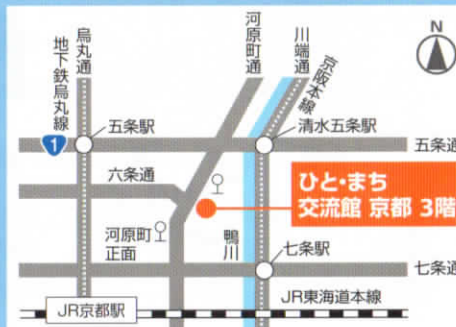 烏丸通
地下鉄烏丸線
河原町通
川端通
京阪本線
N
1
五条駅
清水五条駅
五条通
六条通
ひと・まち
交流館 京都 3階
河原町
正面
鴨川
七条駅
七条通
JR東海道本線
JR京都駅